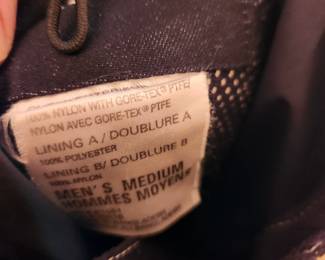 NYLON WITH GORE-TEX® PTFE
NYLON AVEC GORE-TEX® PTFE
LINING A / DOUBLURE A
100% POLYESTER
LINING B / DOUBLURE B
100% NYLON
MEN'S MEDIUM
HOMMES MOYEN